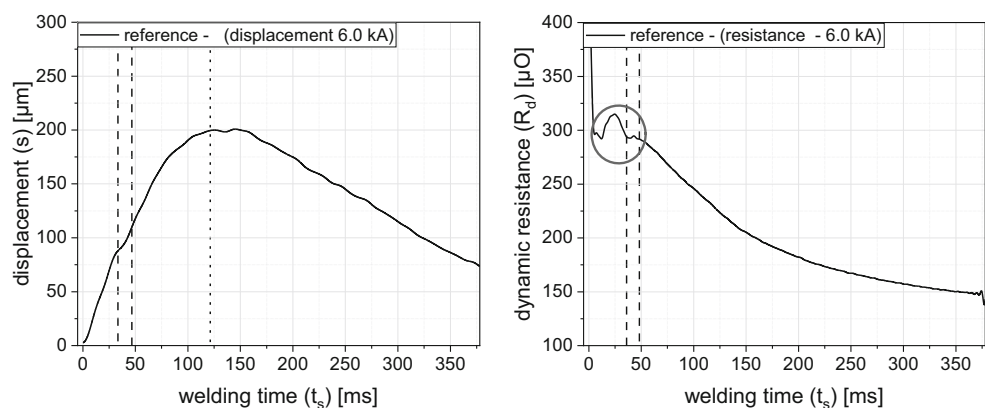 300
250
200
150
100
50
0
displacement (s) [µm]
reference - (displacement 6.0 kA)
0 50 100 150 200 250 300 350
welding time (ts) [ms]
400
350
300
250
200
150
100
dynamic resistance (Rd) [µO]
reference - (resistance - 6.0 kA)
0 50 100 150 200 250 300 350
welding time (ts) [ms]